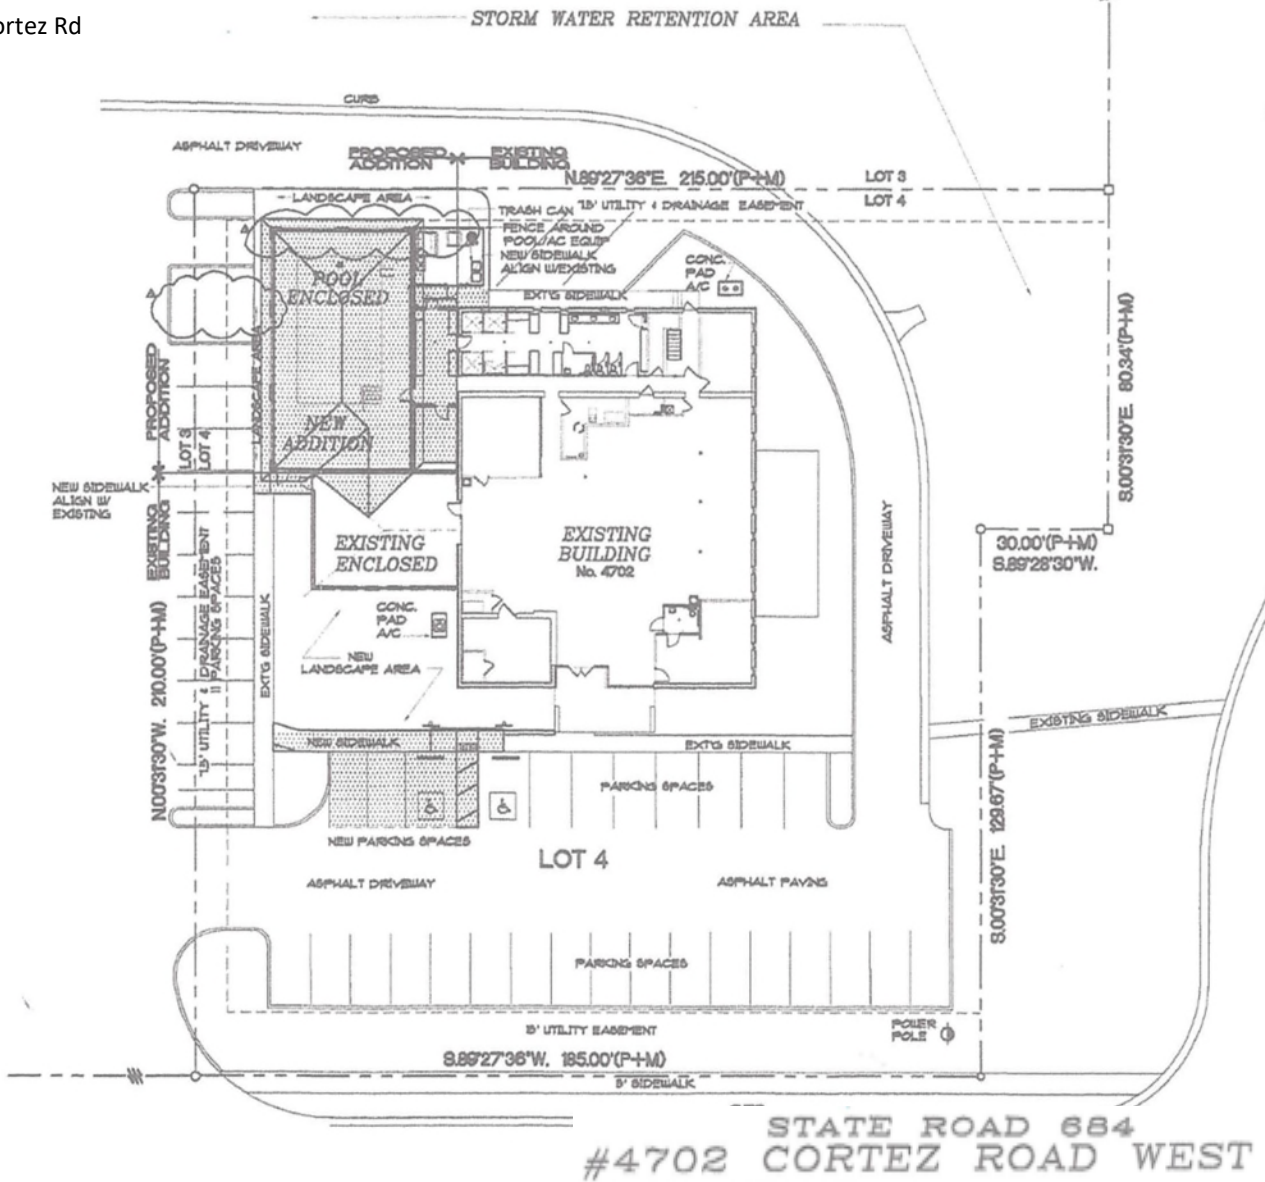 ortez Rd
STORM WATER RETENTION AREA
CURB
ASPHALT DRIVEWAY
PROPOSED
ADDITION
EXISTING
BUILDING
N.89°27'36"E. 215.00'(P+M)
LOT 3
LOT 4
LANDSCAPE AREA
15' UTILITY & DRAINAGE EASEMENT
TRASH CAN
FENCE AROUND
POOL/AC EQUIP
NEW SIDEWALK
ALIGN W/EXISTING
CONC.
PAD
A/C
EXT'G SIDEWALK
POOL
ENCLOSED
LANDSCAPE AREA
PROPOSED
ADDITION
LOT 3
LOT 4
NEW
ADDITION
S.00°31'30"E. 80.34'(P+M)
NEW SIDEWALK
ALIGN W/
EXISTING
EXISTING
BUILDING
EXISTING
ENCLOSED
EXISTING
BUILDING
No. 4702
ASPHALT DRIVEWAY
30.00'(P+M)
S.89°28'30"W.
N.00°31'30"W. 210.00'(P+M)
15' UTILITY & DRAINAGE EASEMENT
11 PARKING SPACES
EXT'G SIDEWALK
CONC.
PAD
A/C
NEW
LANDSCAPE AREA
NEW SIDEWALK
EXT'G SIDEWALK
EXISTING SIDEWALK
PARKING SPACES
NEW PARKING SPACES
LOT 4
ASPHALT DRIVEWAY
ASPHALT PAVING
S.00°31'30"E. 129.67'(P+M)
PARKING SPACES
15' UTILITY EASEMENT
POWER
POLE
S.89°27'36"W. 185.00'(P+M)
5' SIDEWALK
STATE ROAD 684
#4702 CORTEZ ROAD WEST